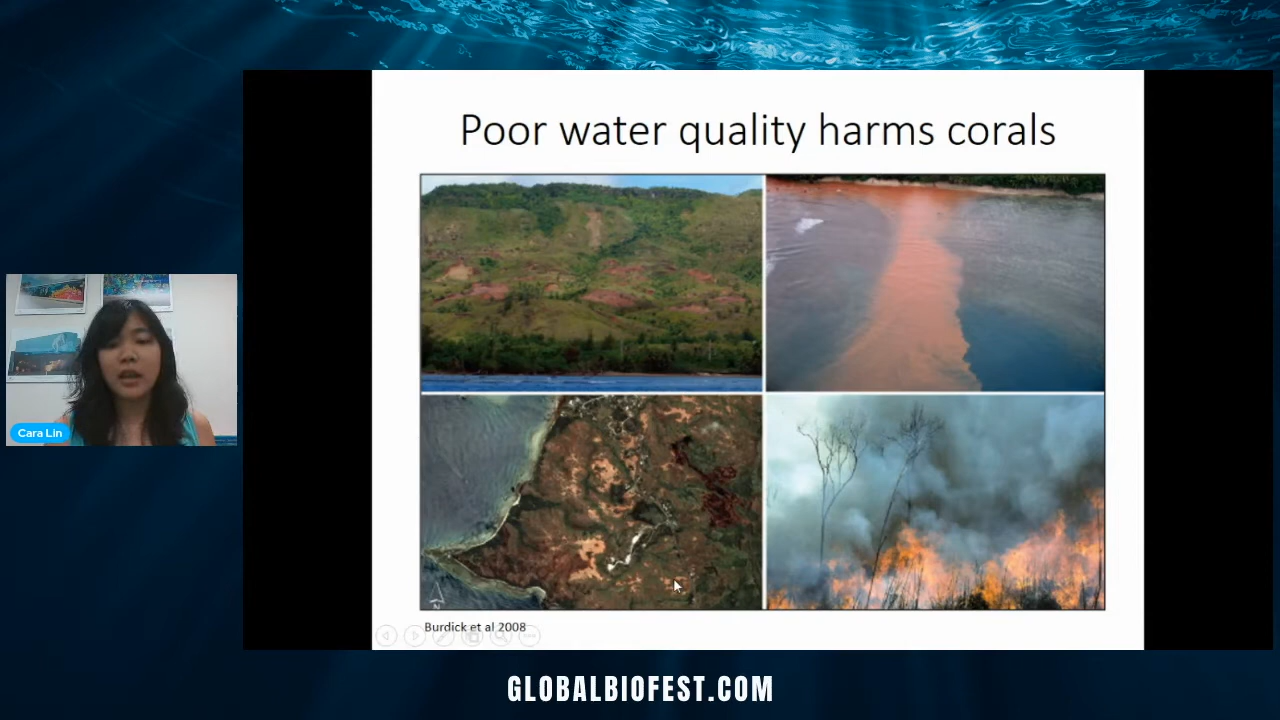 Poor water quality harms corals
Cara Lin
Burdick et al 2008
GLOBALBIOFEST.COM